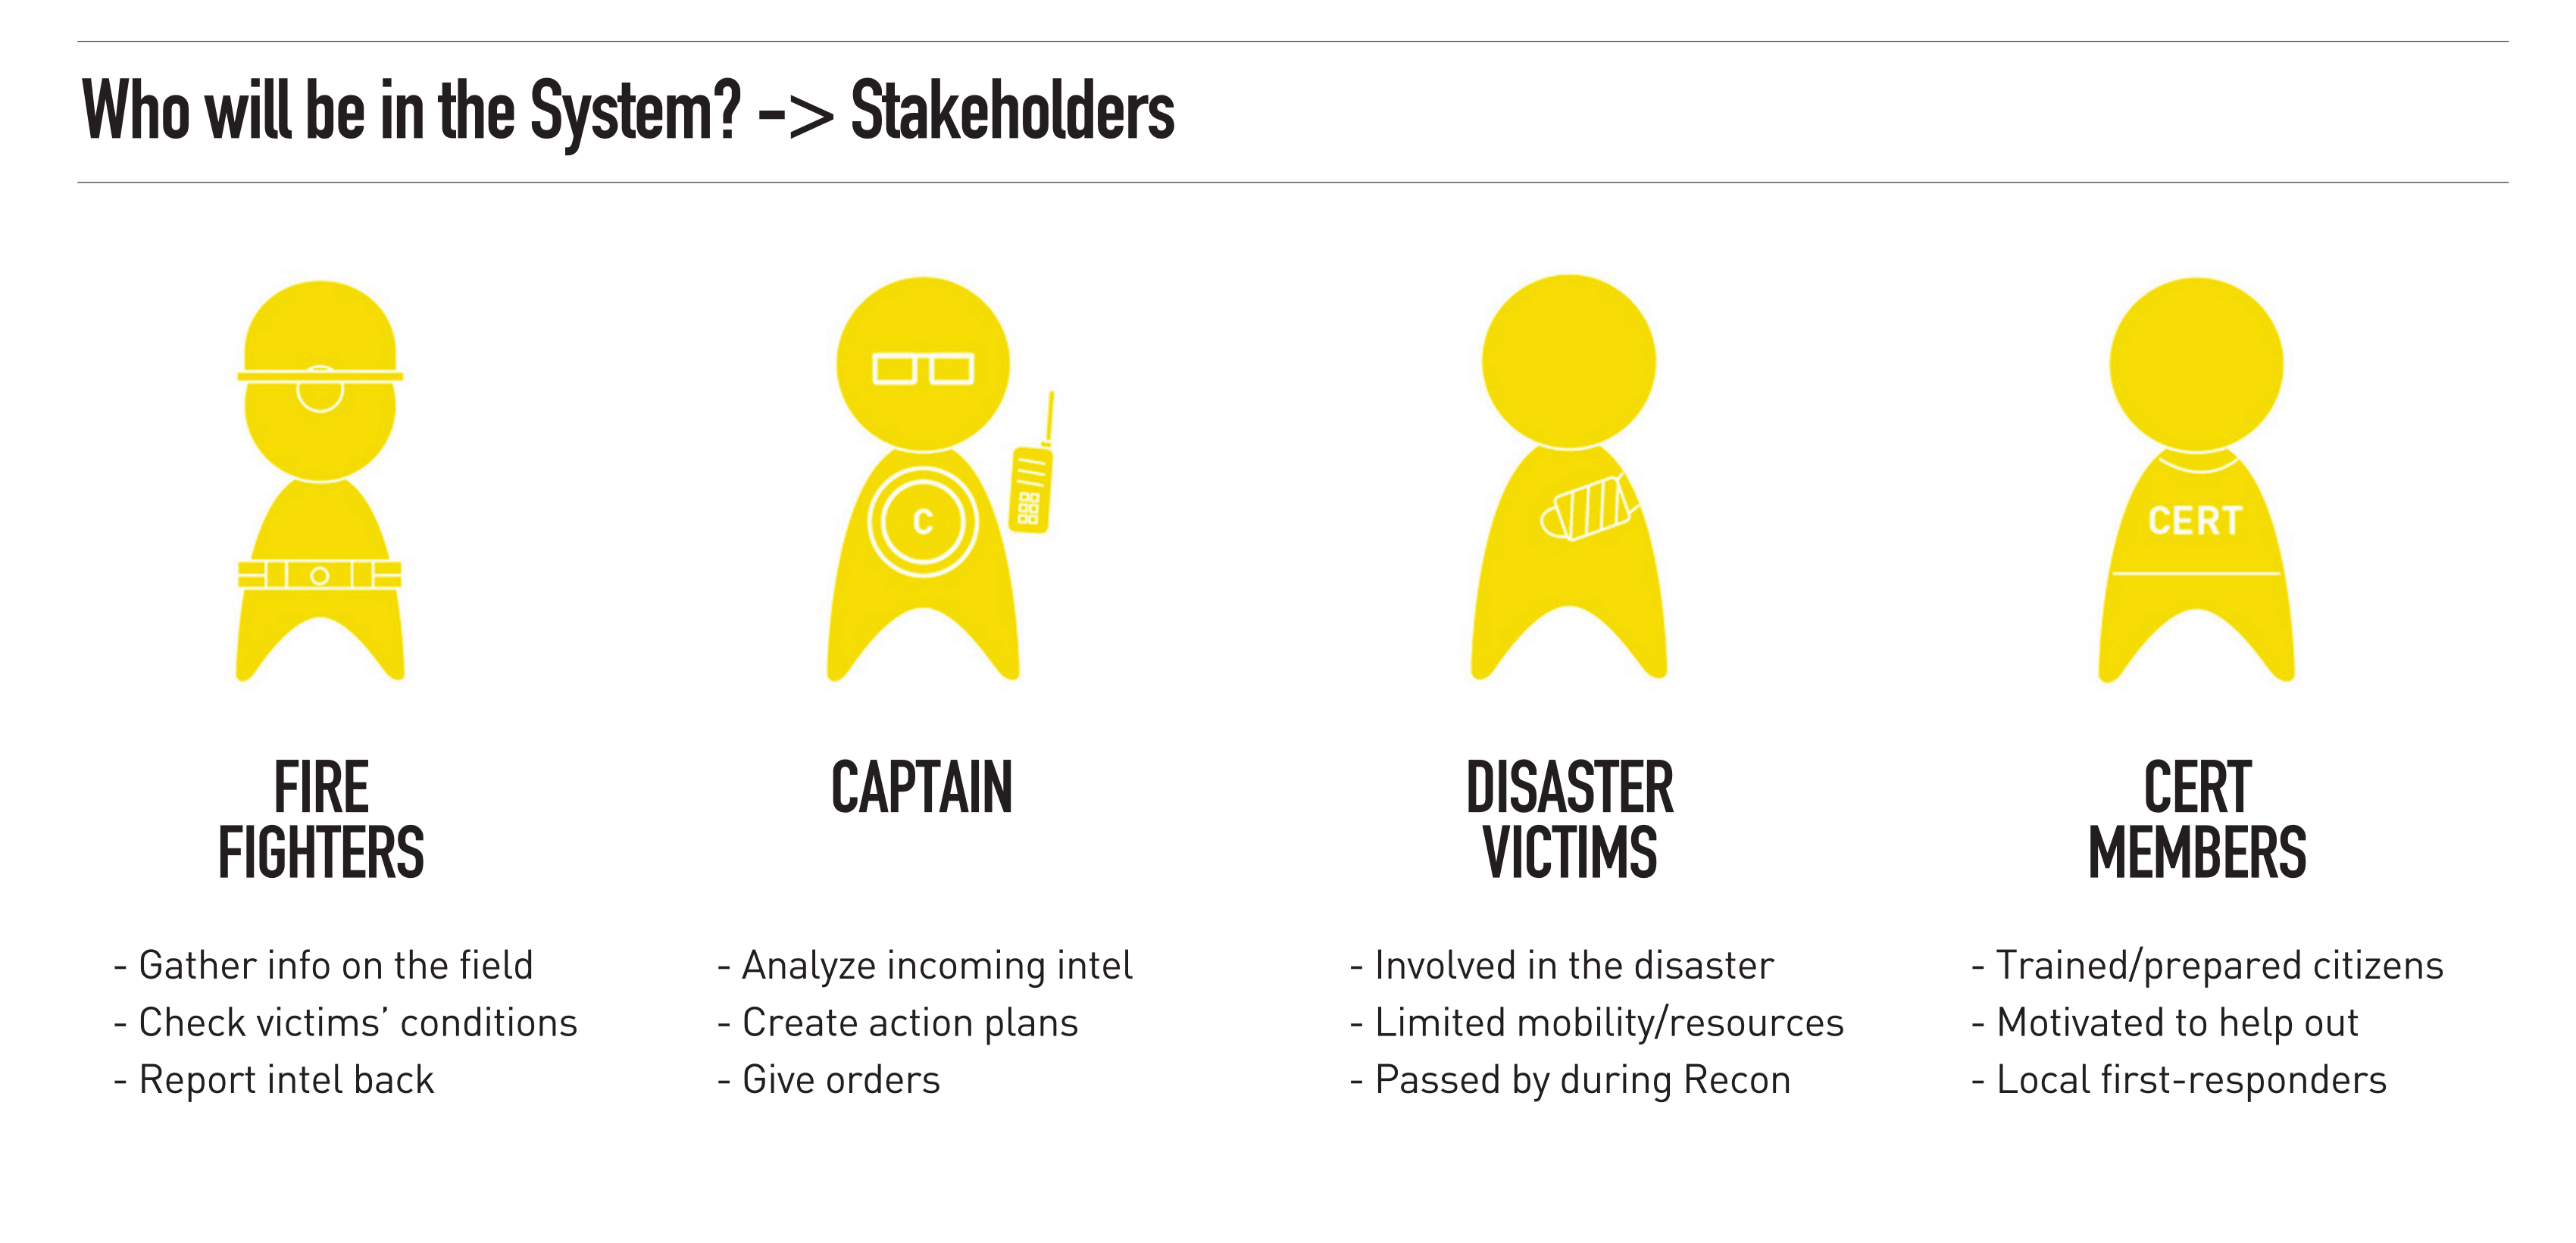 Who will be in the System? -> Stakeholders
C
CERT
FIRE
FIGHTERS
- Gather info on the field
- Check victims’ conditions
- Report intel back
CAPTAIN
- Analyze incoming intel
- Create action plans
- Give orders
DISASTER
VICTIMS
- Involved in the disaster
- Limited mobility/resources
- Passed by during Recon
CERT
MEMBERS
- Trained/prepared citizens
- Motivated to help out
- Local first-responders